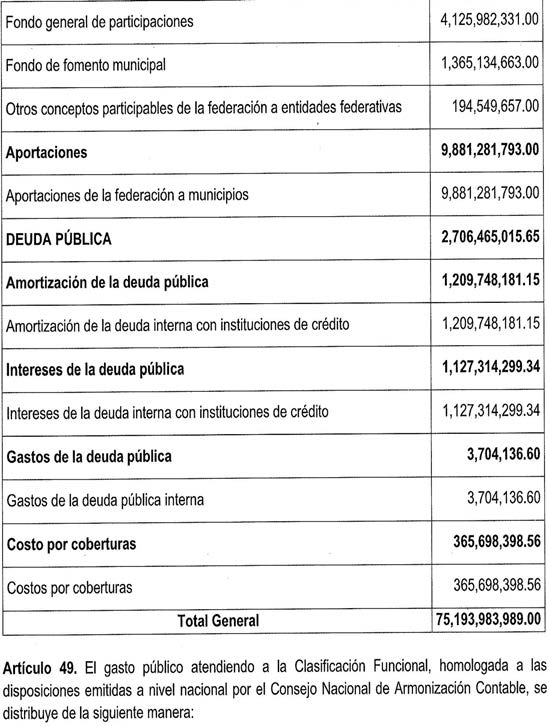 Fondo general de participaciones 4,125,982,331.00
Fondo de fomento municipal 1,365,134,663.00
Otros conceptos participables de la federación a entidades federativas 194,549,657.00
Aportaciones 9,881,281,793.00
Aportaciones de la federación a municipios 9,881,281,793.00
DEUDA PÚBLICA 2,706,465,015.65
Amortización de la deuda pública 1,209,748,181.15
Amortización de la deuda interna con instituciones de crédito 1,209,748,181.15
Intereses de la deuda pública 1,127,314,299.34
Intereses de la deuda interna con instituciones de crédito 1,127,314,299.34
Gastos de la deuda pública 3,704,136.60
Gastos de la deuda pública interna 3,704,136.60
Costo por coberturas 365,698,398.56
Costos por coberturas 365,698,398.56
Total General 75,193,983,989.00
Artículo 49. El gasto público atendiendo a la Clasificación Funcional, homologada a las
disposiciones emitidas a nivel nacional por el Consejo Nacional de Armonización Contable, se
distribuye de la siguiente manera: